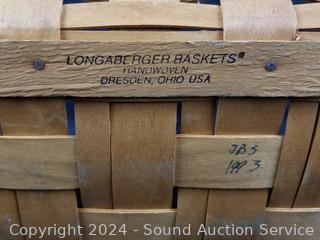 LONGABERGER BASKETS®
HANDWOVEN
DRESDEN, OHIO USA
JBS
1993
Copyright © 2024 - Sound Auction Service